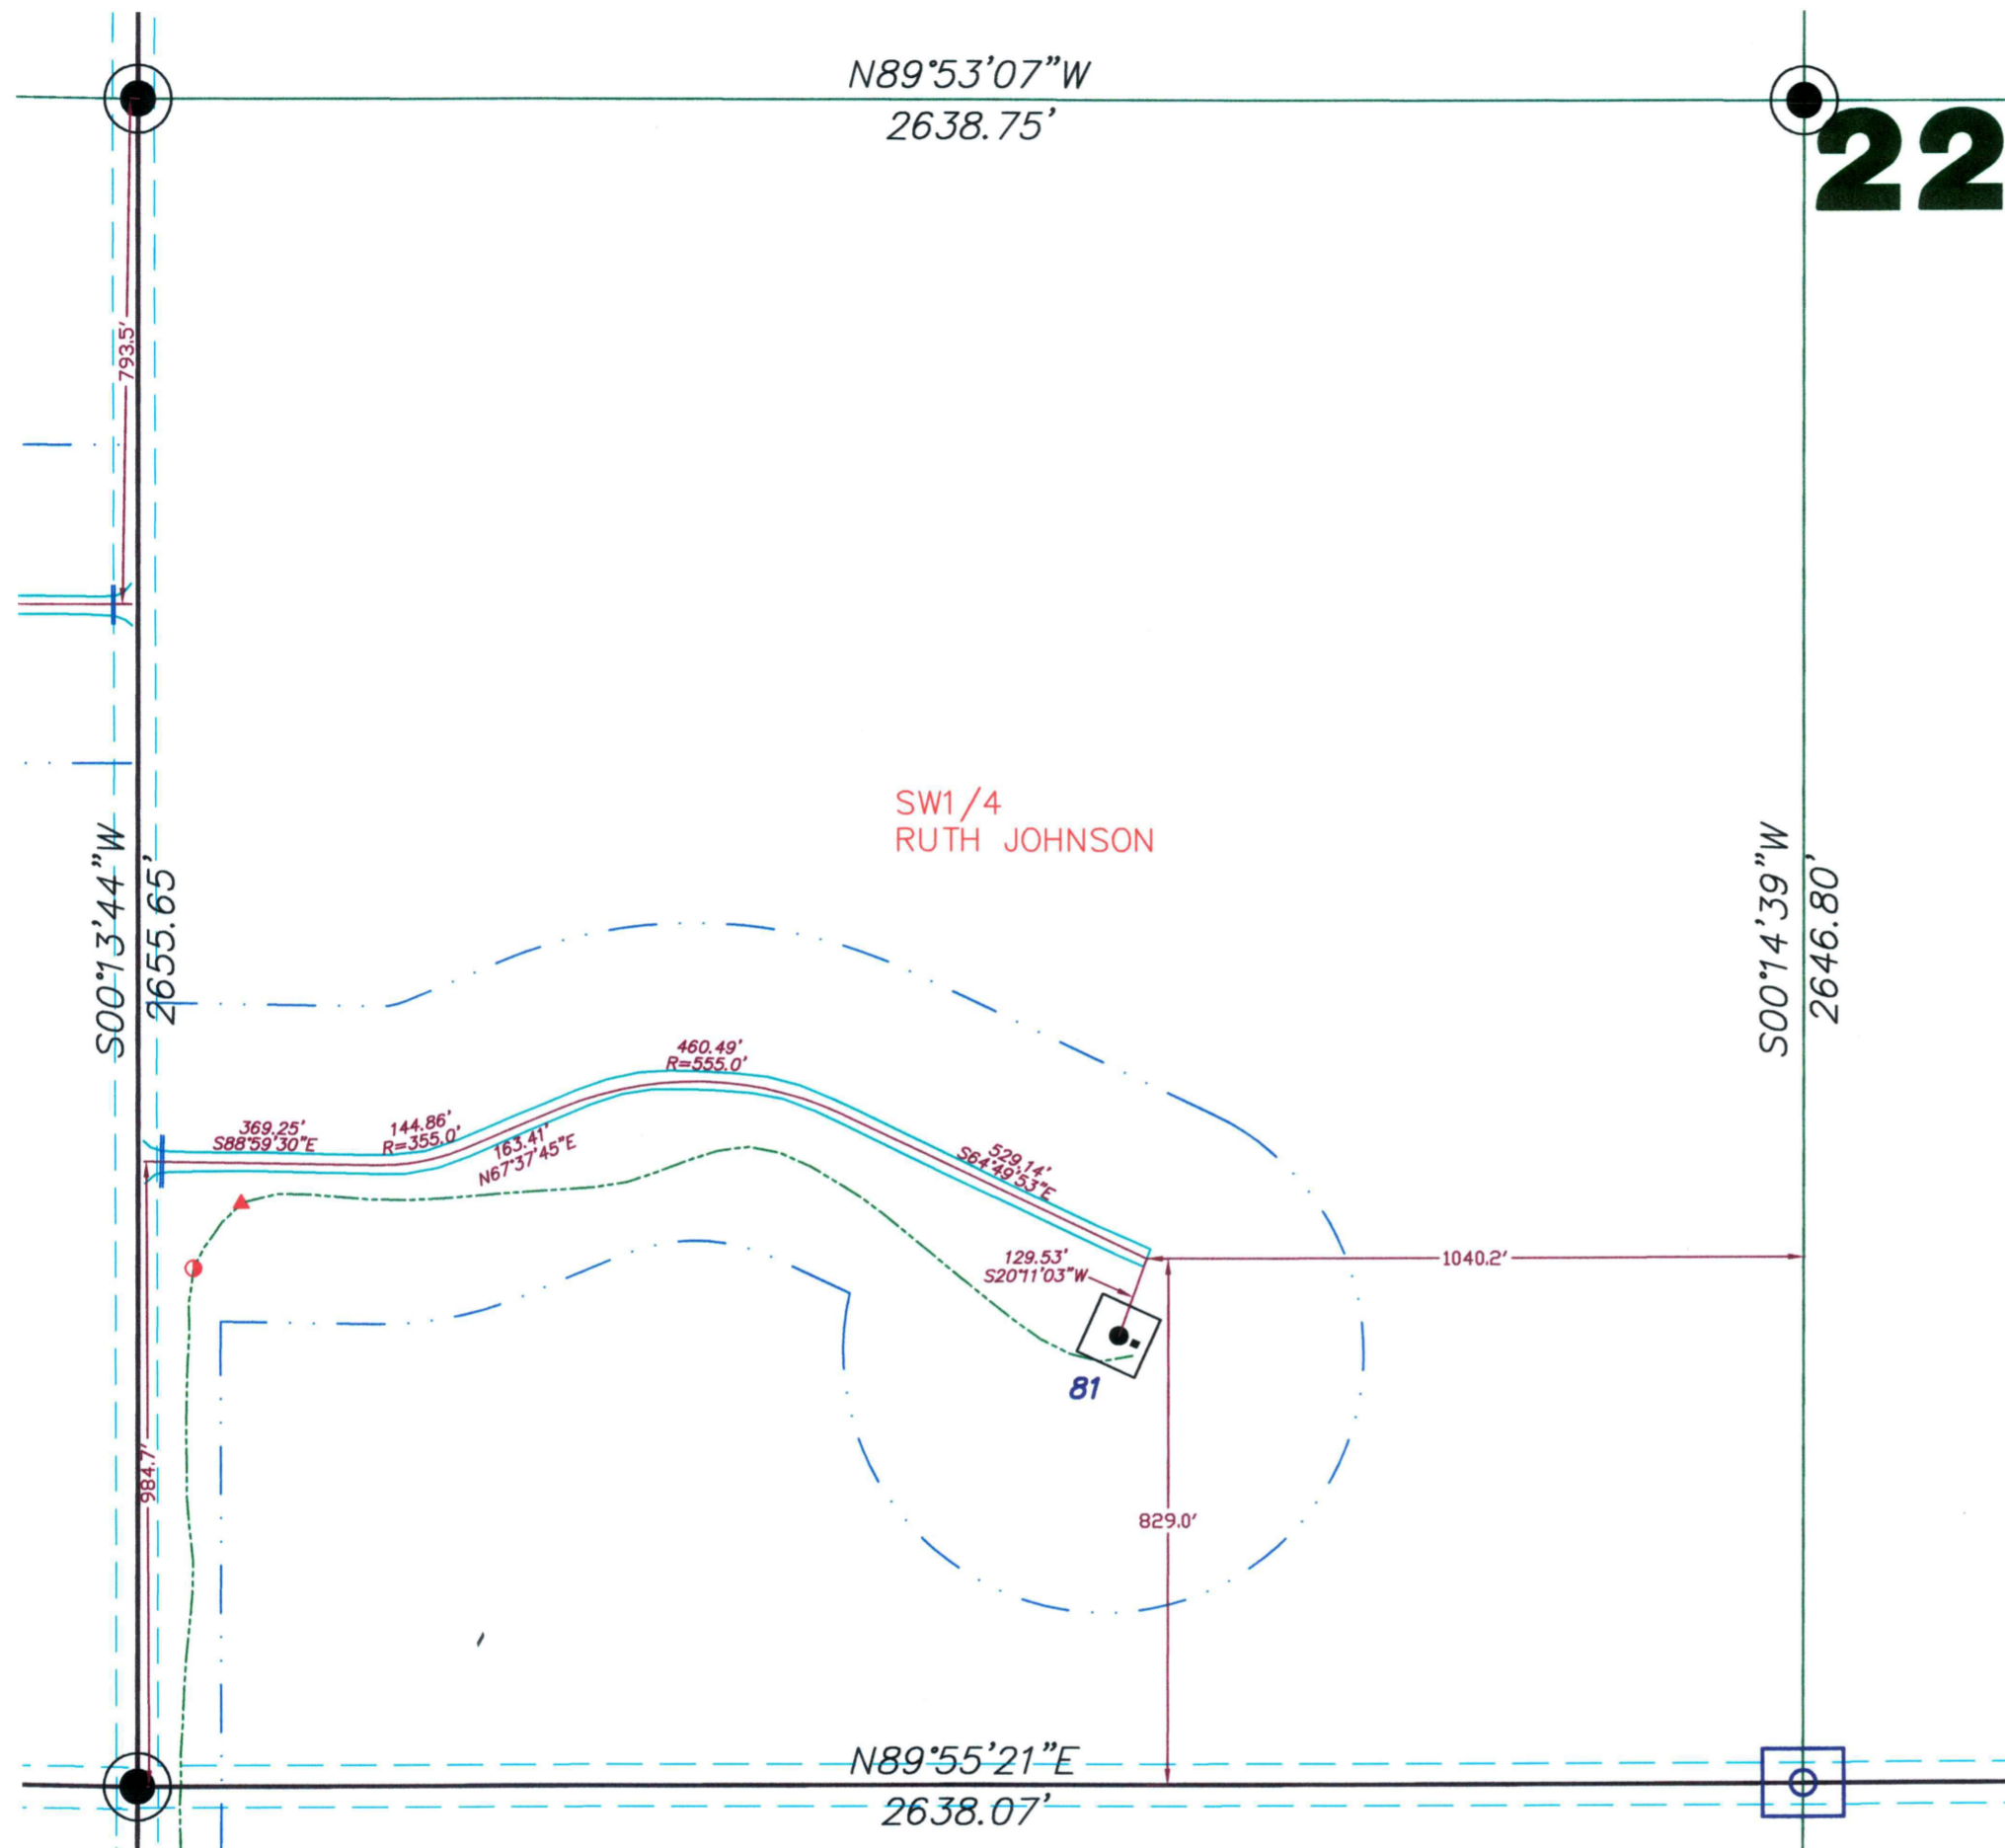 N89°53'07"W
2638.75'
22
793.5'
S00°13'44"W
2655.65'
SW1/4
RUTH JOHNSON
S00°14'39"W
2646.80'
460.49'
R=555.0'
369.25'
S88°59'30"E
144.86'
R=355.0'
163.41'
N67°37'45"E
529.14'
S64°49'53"E
129.53'
S20°11'03"W
1040.2'
81
984.7'
829.0'
N89°55'21"E
2638.07'